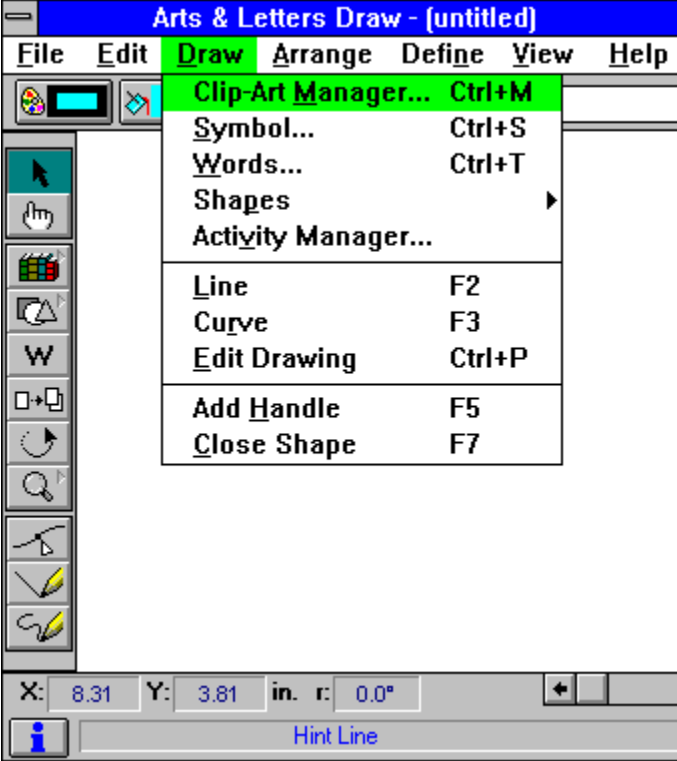 Arts & Letters Draw - (untitled)
File Edit Draw Arrange Define View Help
Clip-Art Manager... Ctrl+M
Symbol... Ctrl+S
Words... Ctrl+T
Shapes
Activity Manager...
Line F2
Curve F3
Edit Drawing Ctrl+P
Add Handle F5
Close Shape F7
W
X: 8.31 Y: 3.81 in. r: 0.0°
i Hint Line